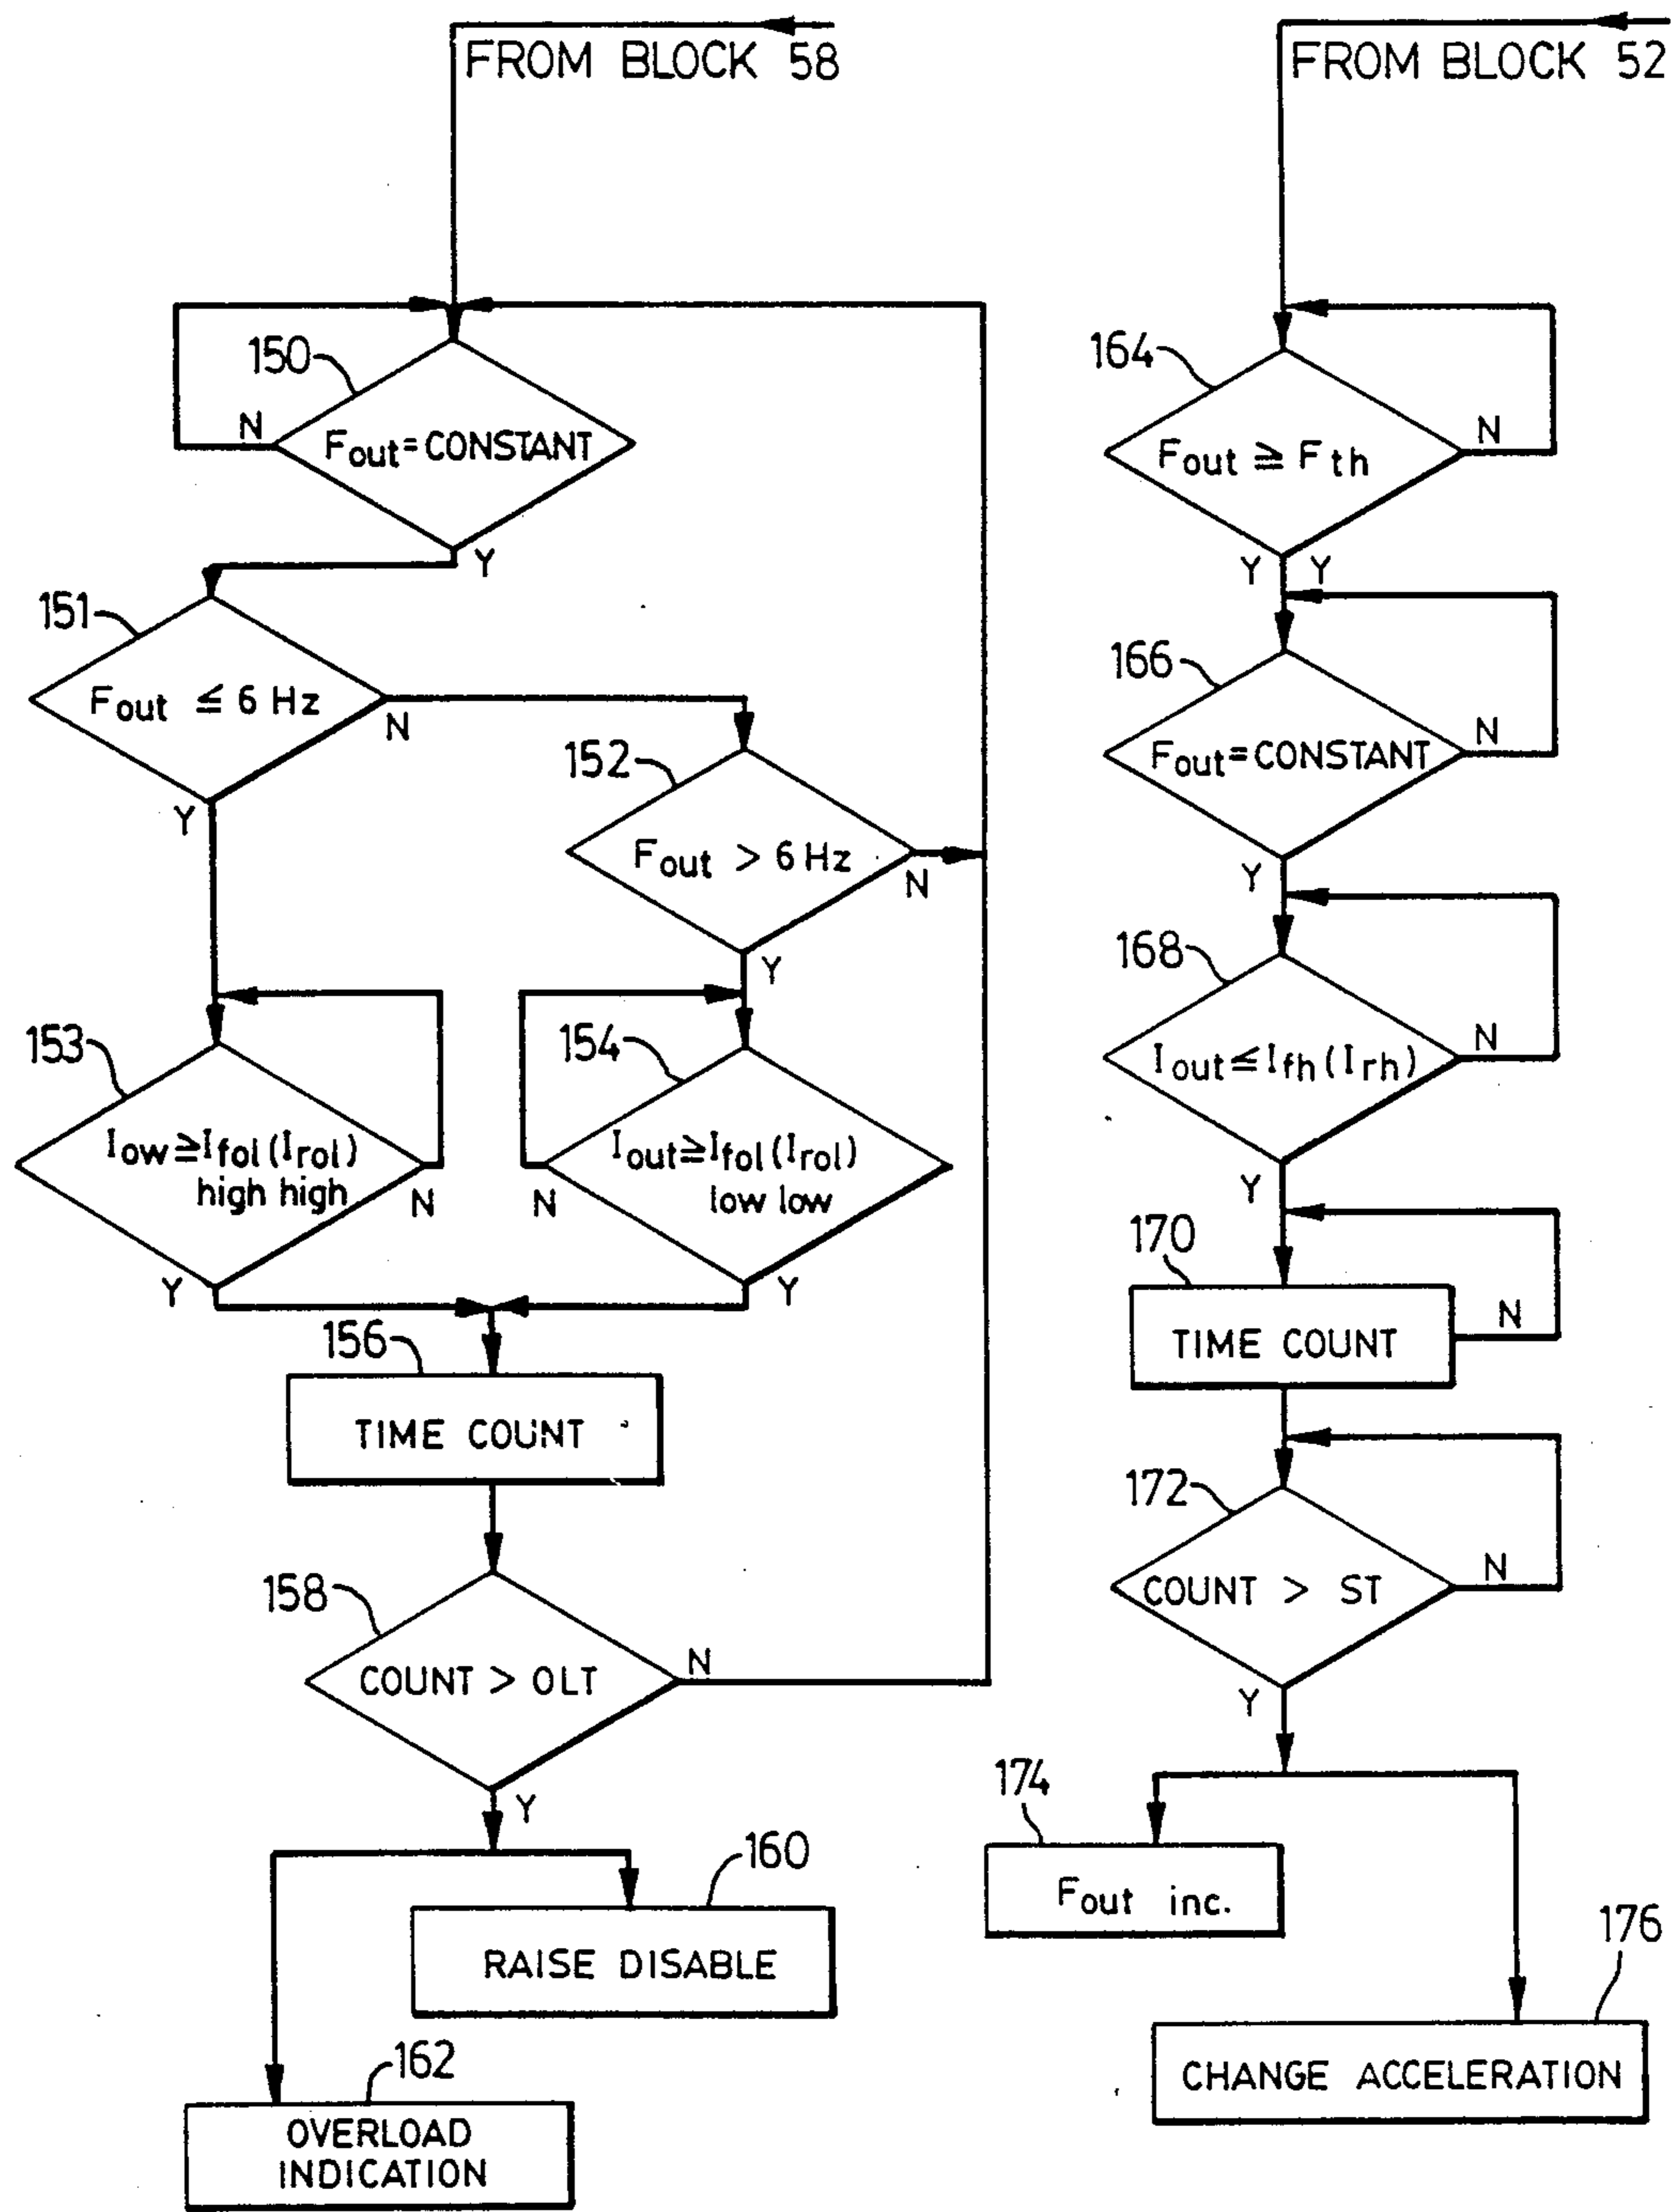 FROM BLOCK 58
150
N
Fout = CONSTANT
Y
151
Fout ≦ 6 Hz
N
Y
152
Fout > 6 Hz
N
Y
153
Iow ≧ Ifol (Irol)
high high
N
Y
154
Iout ≧ Ifol (Irol)
low low
N
Y
156
TIME COUNT
158
COUNT > OLT
N
Y
160
RAISE DISABLE
162
OVERLOAD
INDICATION
FROM BLOCK 52
164
Fout ≧ Fth
N
Y Y
166
Fout = CONSTANT
N
Y
168
Iout ≦ Ifh (Irh)
N
Y
170
TIME COUNT
N
172
COUNT > ST
N
Y
174
Fout inc.
176
CHANGE ACCELERATION